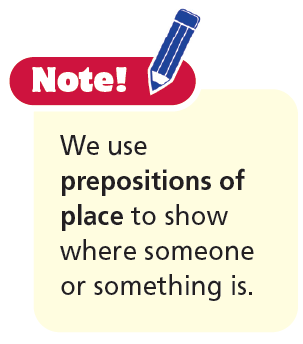 Note!
We use
prepositions of
place to show
where someone
or something is.